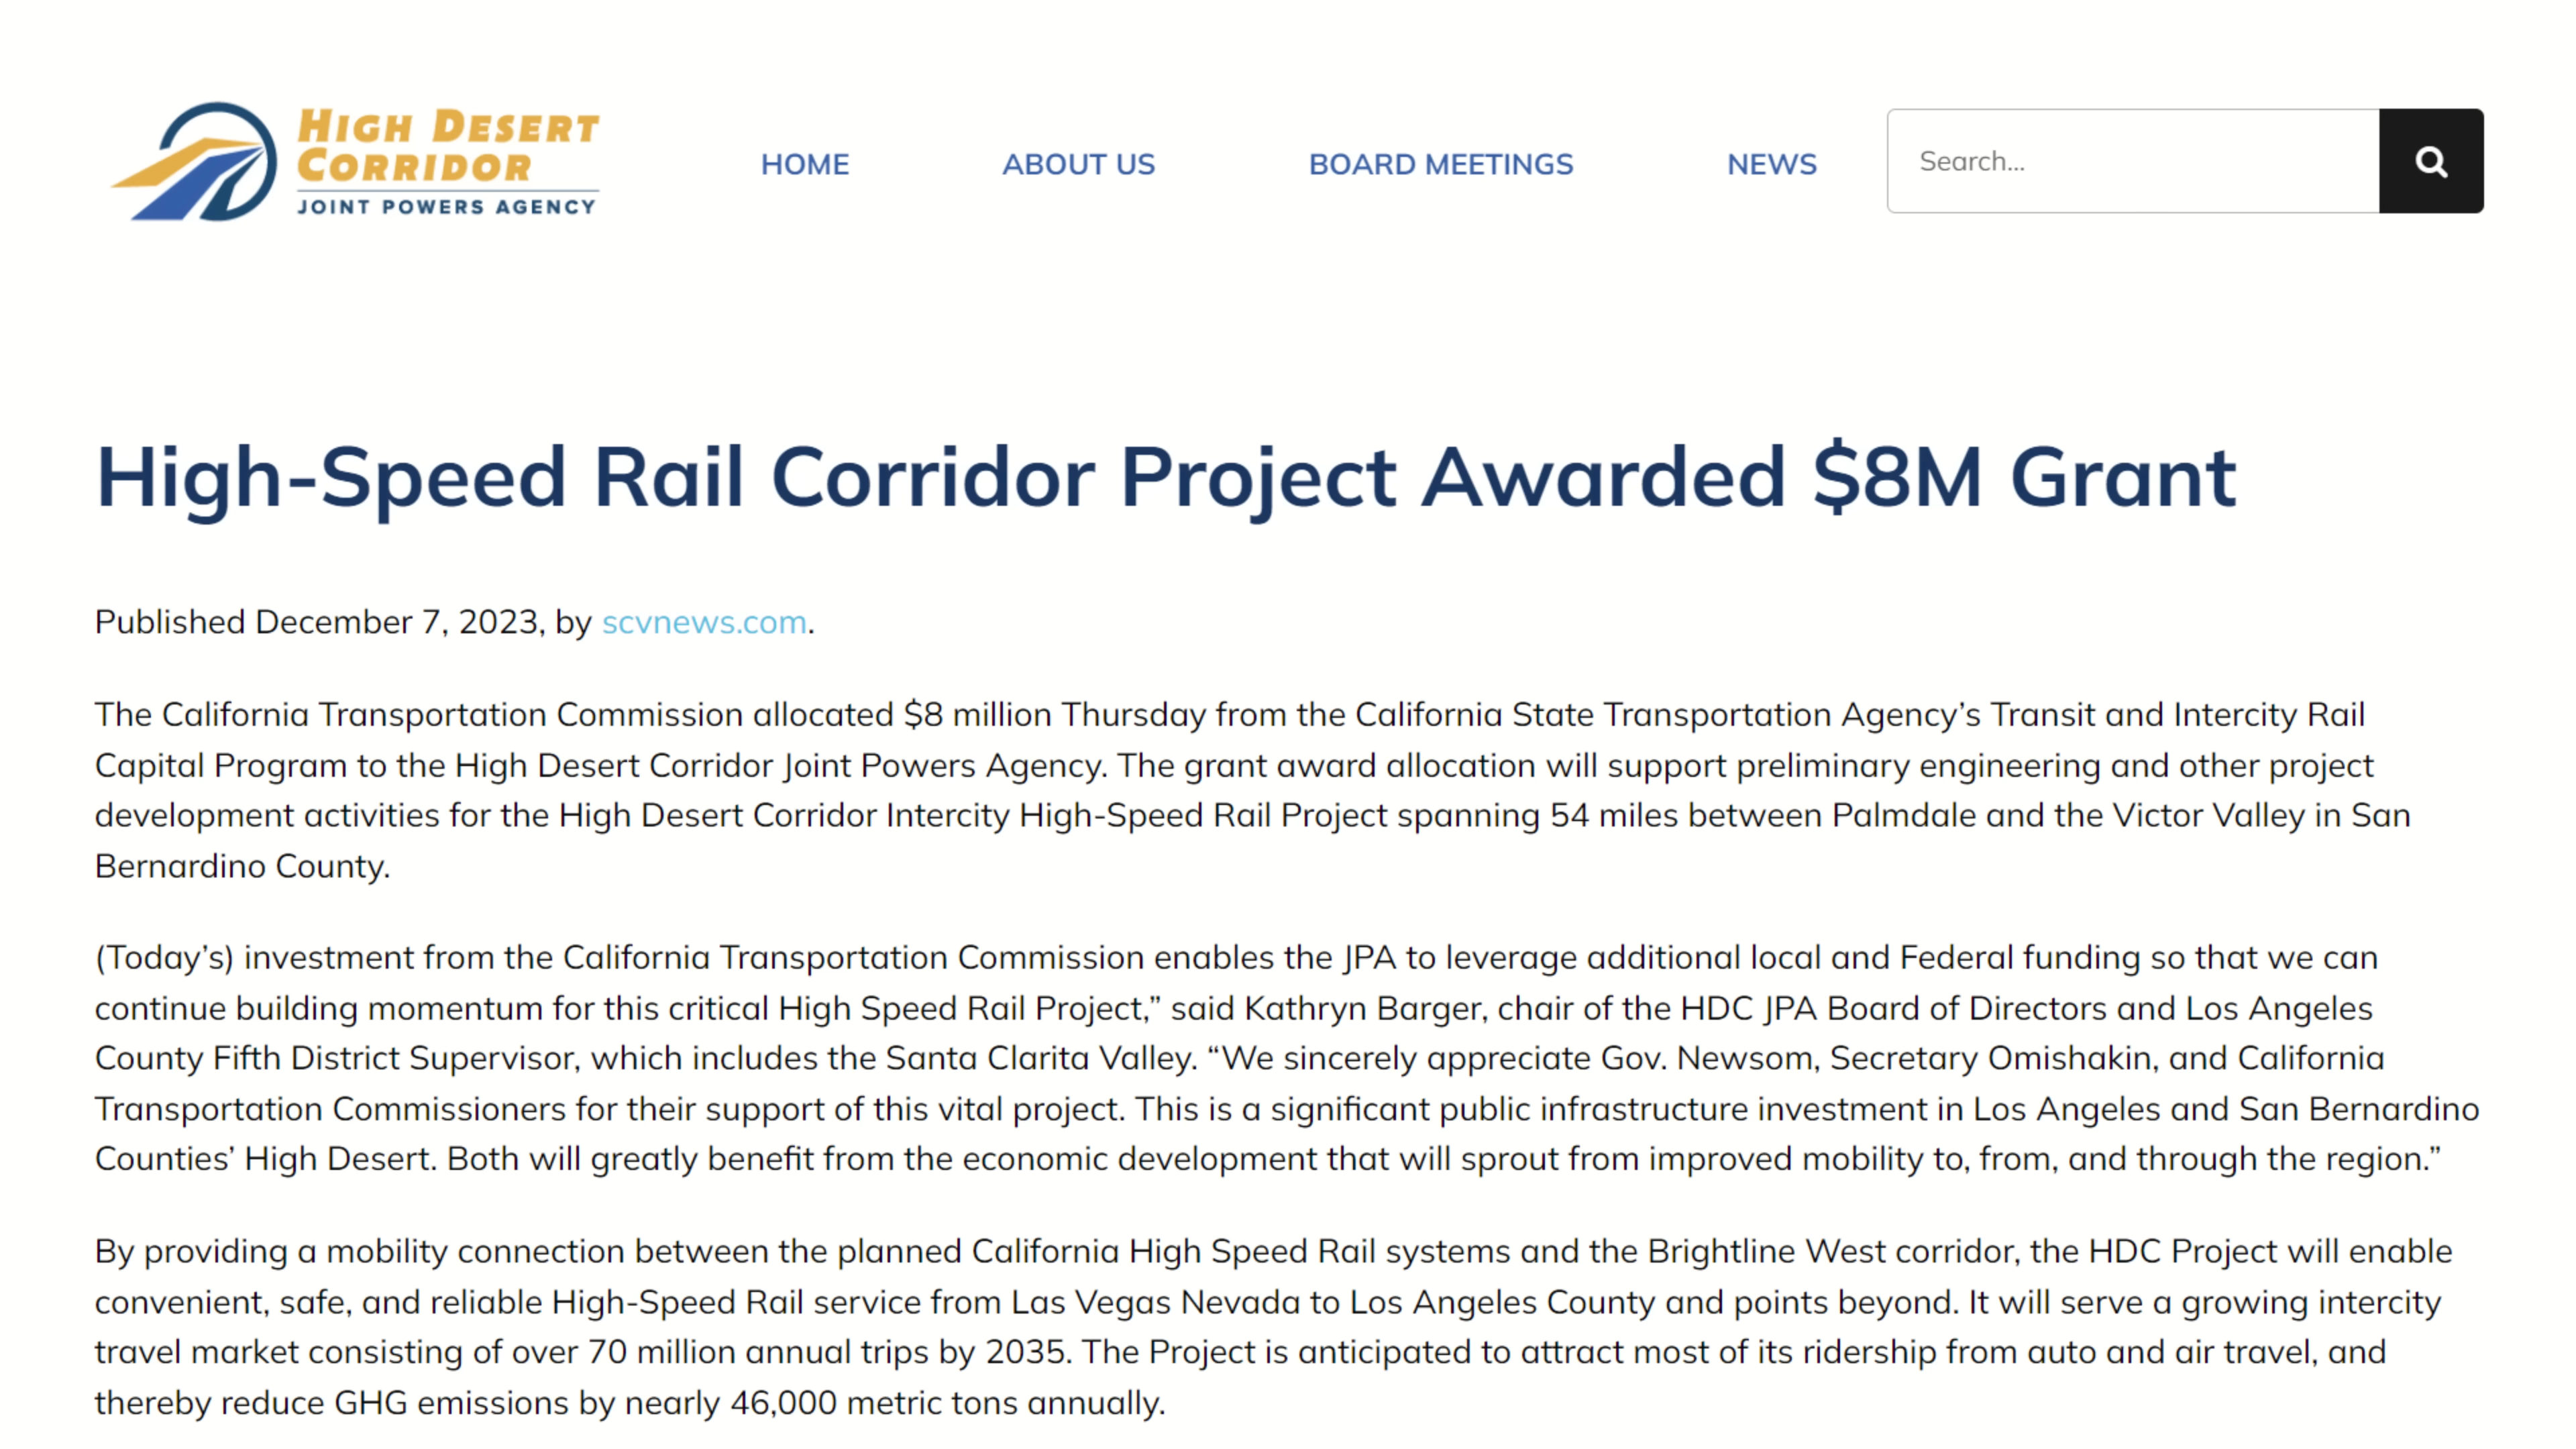 HIGH DESERT
CORRIDOR
JOINT POWERS AGENCY
HOME
ABOUT US
BOARD MEETINGS
NEWS
Search...
High-Speed Rail Corridor Project Awarded $8M Grant
Published December 7, 2023, by scvnews.com.
The California Transportation Commission allocated $8 million Thursday from the California State Transportation Agency’s Transit and Intercity Rail
Capital Program to the High Desert Corridor Joint Powers Agency. The grant award allocation will support preliminary engineering and other project
development activities for the High Desert Corridor Intercity High-Speed Rail Project spanning 54 miles between Palmdale and the Victor Valley in San
Bernardino County.
(Today’s) investment from the California Transportation Commission enables the JPA to leverage additional local and Federal funding so that we can
continue building momentum for this critical High Speed Rail Project,” said Kathryn Barger, chair of the HDC JPA Board of Directors and Los Angeles
County Fifth District Supervisor, which includes the Santa Clarita Valley. “We sincerely appreciate Gov. Newsom, Secretary Omishakin, and California
Transportation Commissioners for their support of this vital project. This is a significant public infrastructure investment in Los Angeles and San Bernardino
Counties’ High Desert. Both will greatly benefit from the economic development that will sprout from improved mobility to, from, and through the region.”
By providing a mobility connection between the planned California High Speed Rail systems and the Brightline West corridor, the HDC Project will enable
convenient, safe, and reliable High-Speed Rail service from Las Vegas Nevada to Los Angeles County and points beyond. It will serve a growing intercity
travel market consisting of over 70 million annual trips by 2035. The Project is anticipated to attract most of its ridership from auto and air travel, and
thereby reduce GHG emissions by nearly 46,000 metric tons annually.